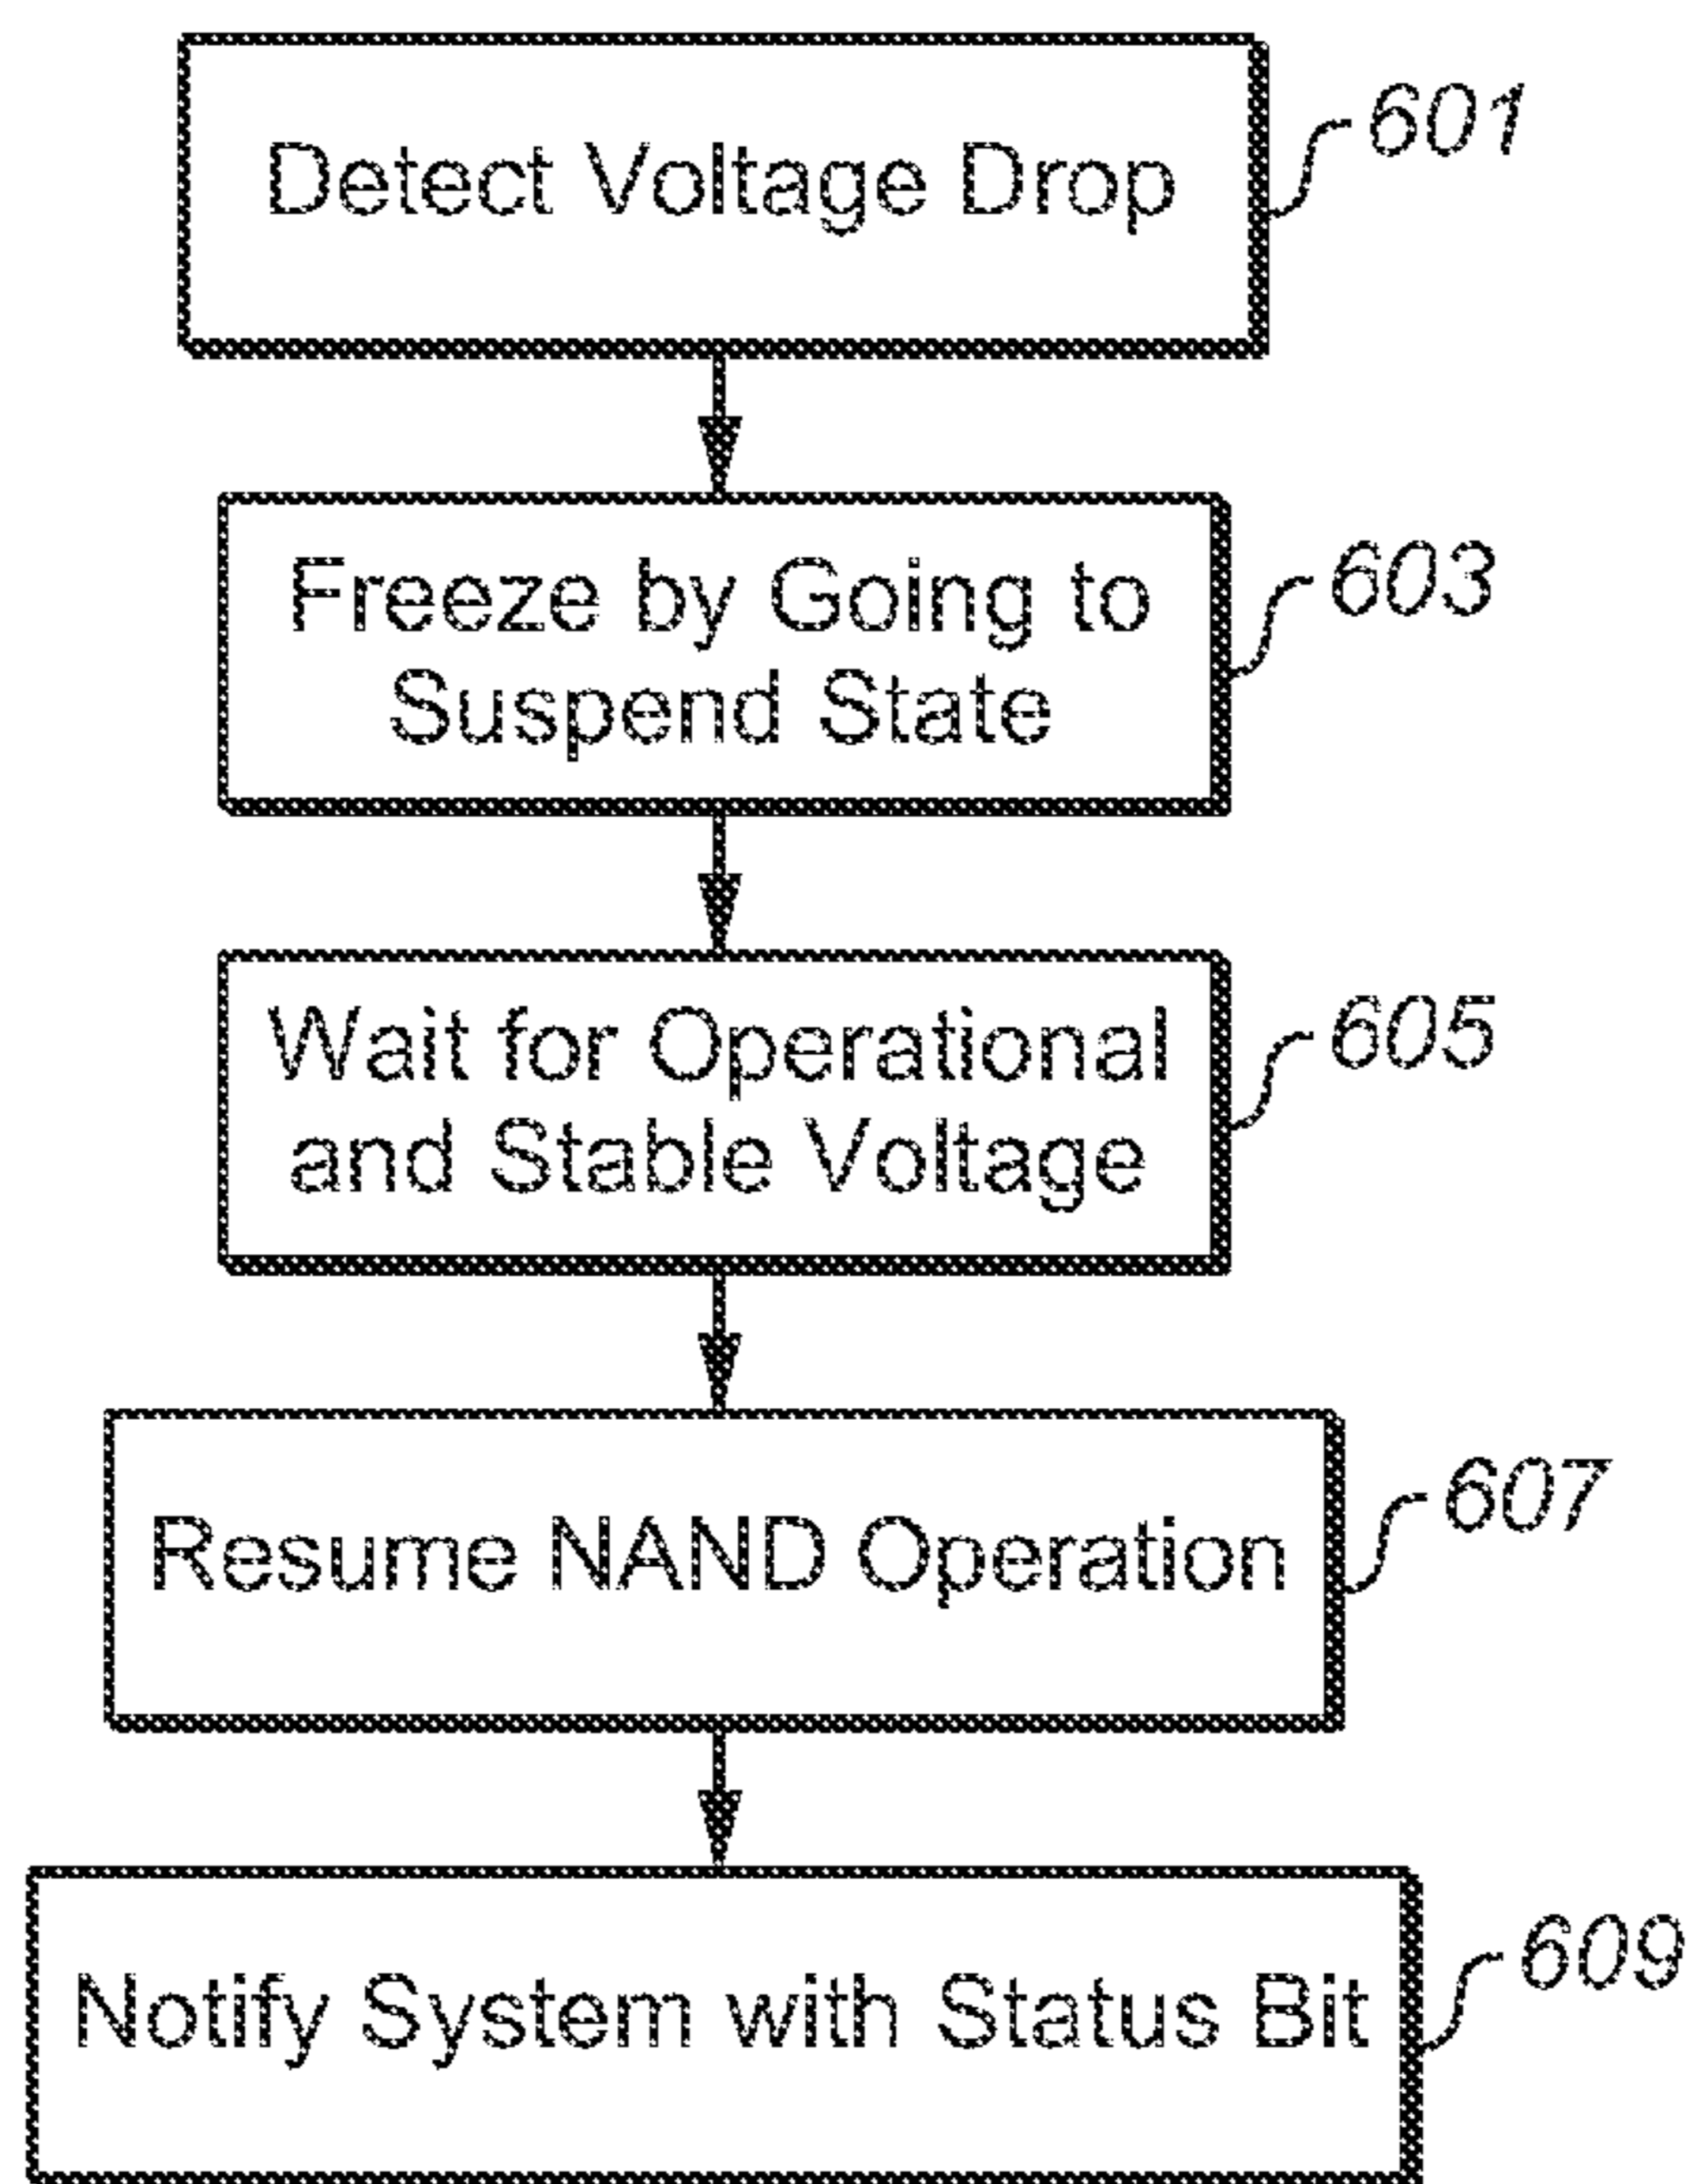 Detect Voltage Drop
601
Freeze by Going to
Suspend State
603
Wait for Operational
and Stable Voltage
605
Resume NAND Operation
607
Notify System with Status Bit
609